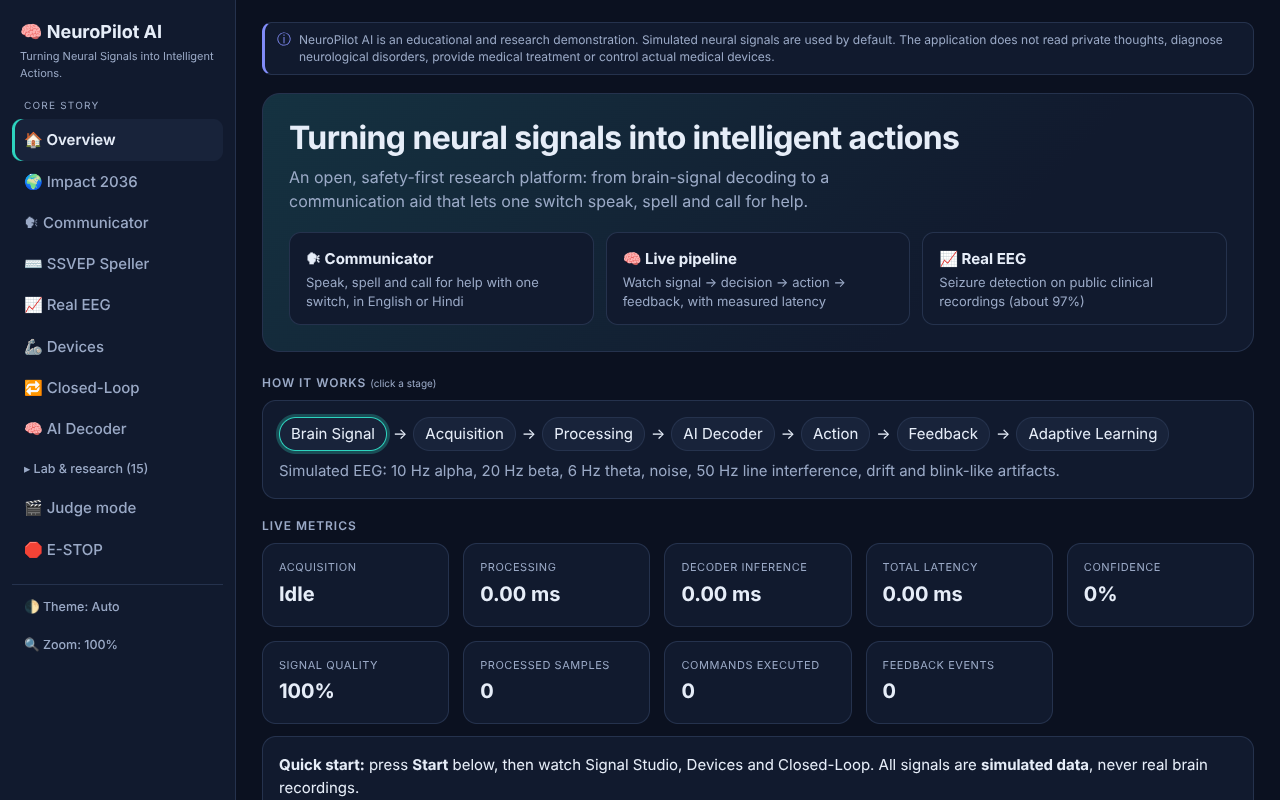 🧠 NeuroPilot AI
Turning Neural Signals into Intelligent
Actions.
CORE STORY
🏠 Overview
🌍 Impact 2036
🗣 Communicator
⌨️ SSVEP Speller
📈 Real EEG
🦾 Devices
🔁 Closed-Loop
🧠 AI Decoder
▸ Lab & research (15)
🎬 Judge mode
🛑 E-STOP
🌗 Theme: Auto
🔍 Zoom: 100%
ⓘ NeuroPilot AI is an educational and research demonstration. Simulated neural signals are used by default. The application does not read private thoughts, diagnose
neurological disorders, provide medical treatment or control actual medical devices.
Turning neural signals into intelligent actions
An open, safety-first research platform: from brain-signal decoding to a
communication aid that lets one switch speak, spell and call for help.
🗣 Communicator
Speak, spell and call for help with one
switch, in English or Hindi
🧠 Live pipeline
Watch signal → decision → action →
feedback, with measured latency
📈 Real EEG
Seizure detection on public clinical
recordings (about 97%)
HOW IT WORKS (click a stage)
Brain Signal → Acquisition → Processing → AI Decoder → Action → Feedback → Adaptive Learning
Simulated EEG: 10 Hz alpha, 20 Hz beta, 6 Hz theta, noise, 50 Hz line interference, drift and blink-like artifacts.
LIVE METRICS
ACQUISITION
Idle
PROCESSING
0.00 ms
DECODER INFERENCE
0.00 ms
TOTAL LATENCY
0.00 ms
CONFIDENCE
0%
SIGNAL QUALITY
100%
PROCESSED SAMPLES
0
COMMANDS EXECUTED
0
FEEDBACK EVENTS
0
Quick start: press Start below, then watch Signal Studio, Devices and Closed-Loop. All signals are simulated data, never real brain
recordings.